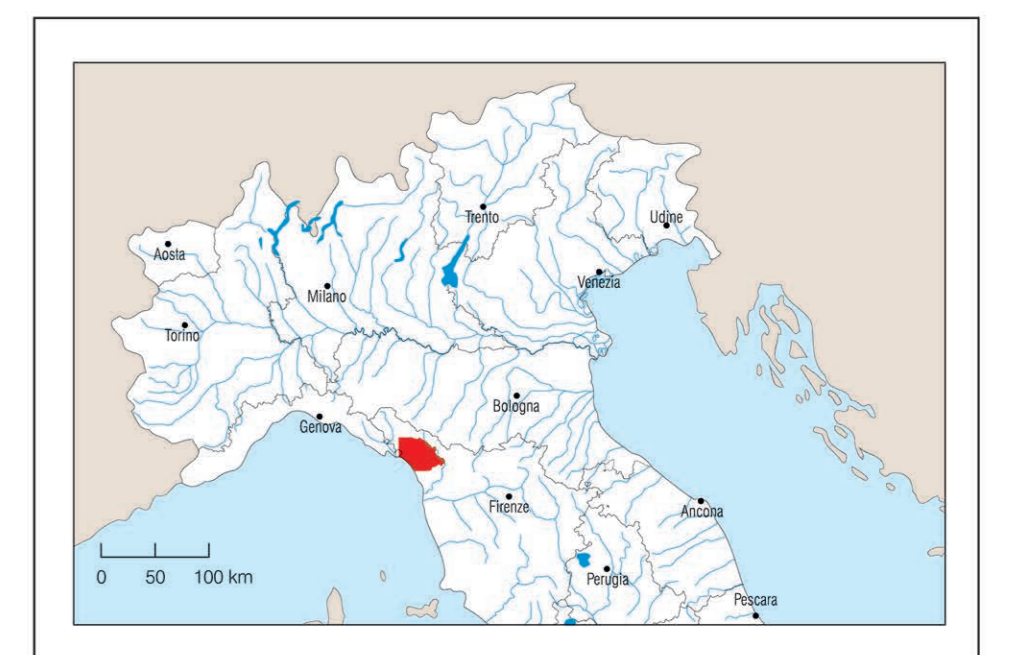 Trento
Udine
Aosta
Venezia
Milano
Torino
Bologna
Genova
Firenze
Ancona
0 50 100 km
Perugia
Pescara